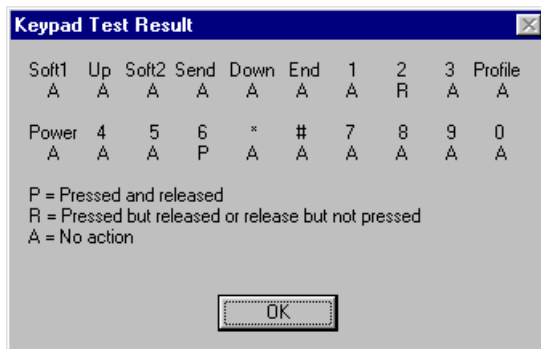 Keypad Test Result
Soft1 Up Soft2 Send Down End 1 2 3 Profile
A A A A A A A R A A
Power 4 5 6 * # 7 8 9 0
A A A P A A A A A A
P = Pressed and released
R = Pressed but released or release but not pressed
A = No action
OK